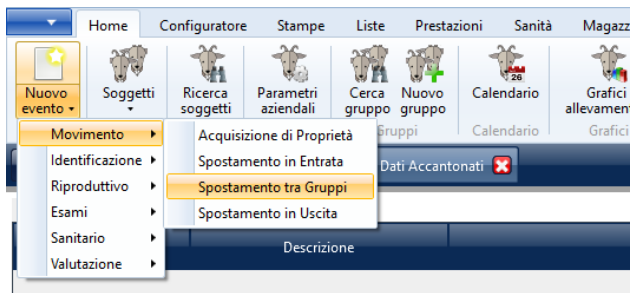 Home Configuratore Stampe Liste Prestazioni Sanità Magazz
Nuovo evento
Soggetti
Ricerca soggetti
Parametri aziendali
Cerca gruppo
Nuovo gruppo
26
Calendario
Grafici allevament
ruppi Calendario Grafici
Movimento
Identificazione
Riproduttivo
Esami
Sanitario
Valutazione
Acquisizione di Proprietà
Spostamento in Entrata
Spostamento tra Gruppi
Spostamento in Uscita
Dati Accantonati
Descrizione